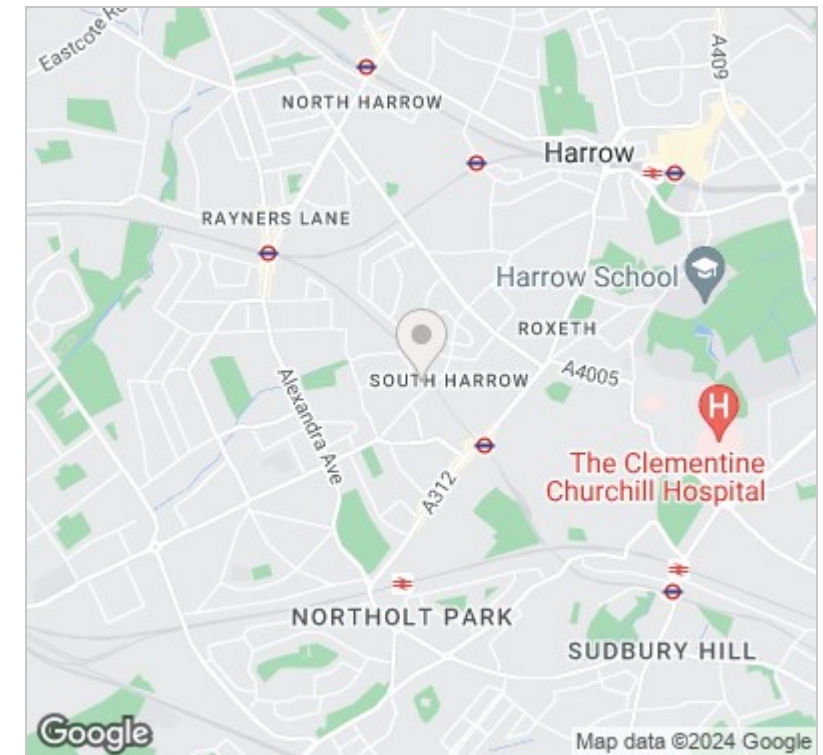 Eastcote Ro
A409
NORTH HARROW
Harrow
RAYNERS LANE
Harrow School
ROXETH
SOUTH HARROW
A4005
Alexandra Ave
H
The Clementine
Churchill Hospital
A312
NORTHOLT PARK
SUDBURY HILL
Google
Map data ©2024 Google